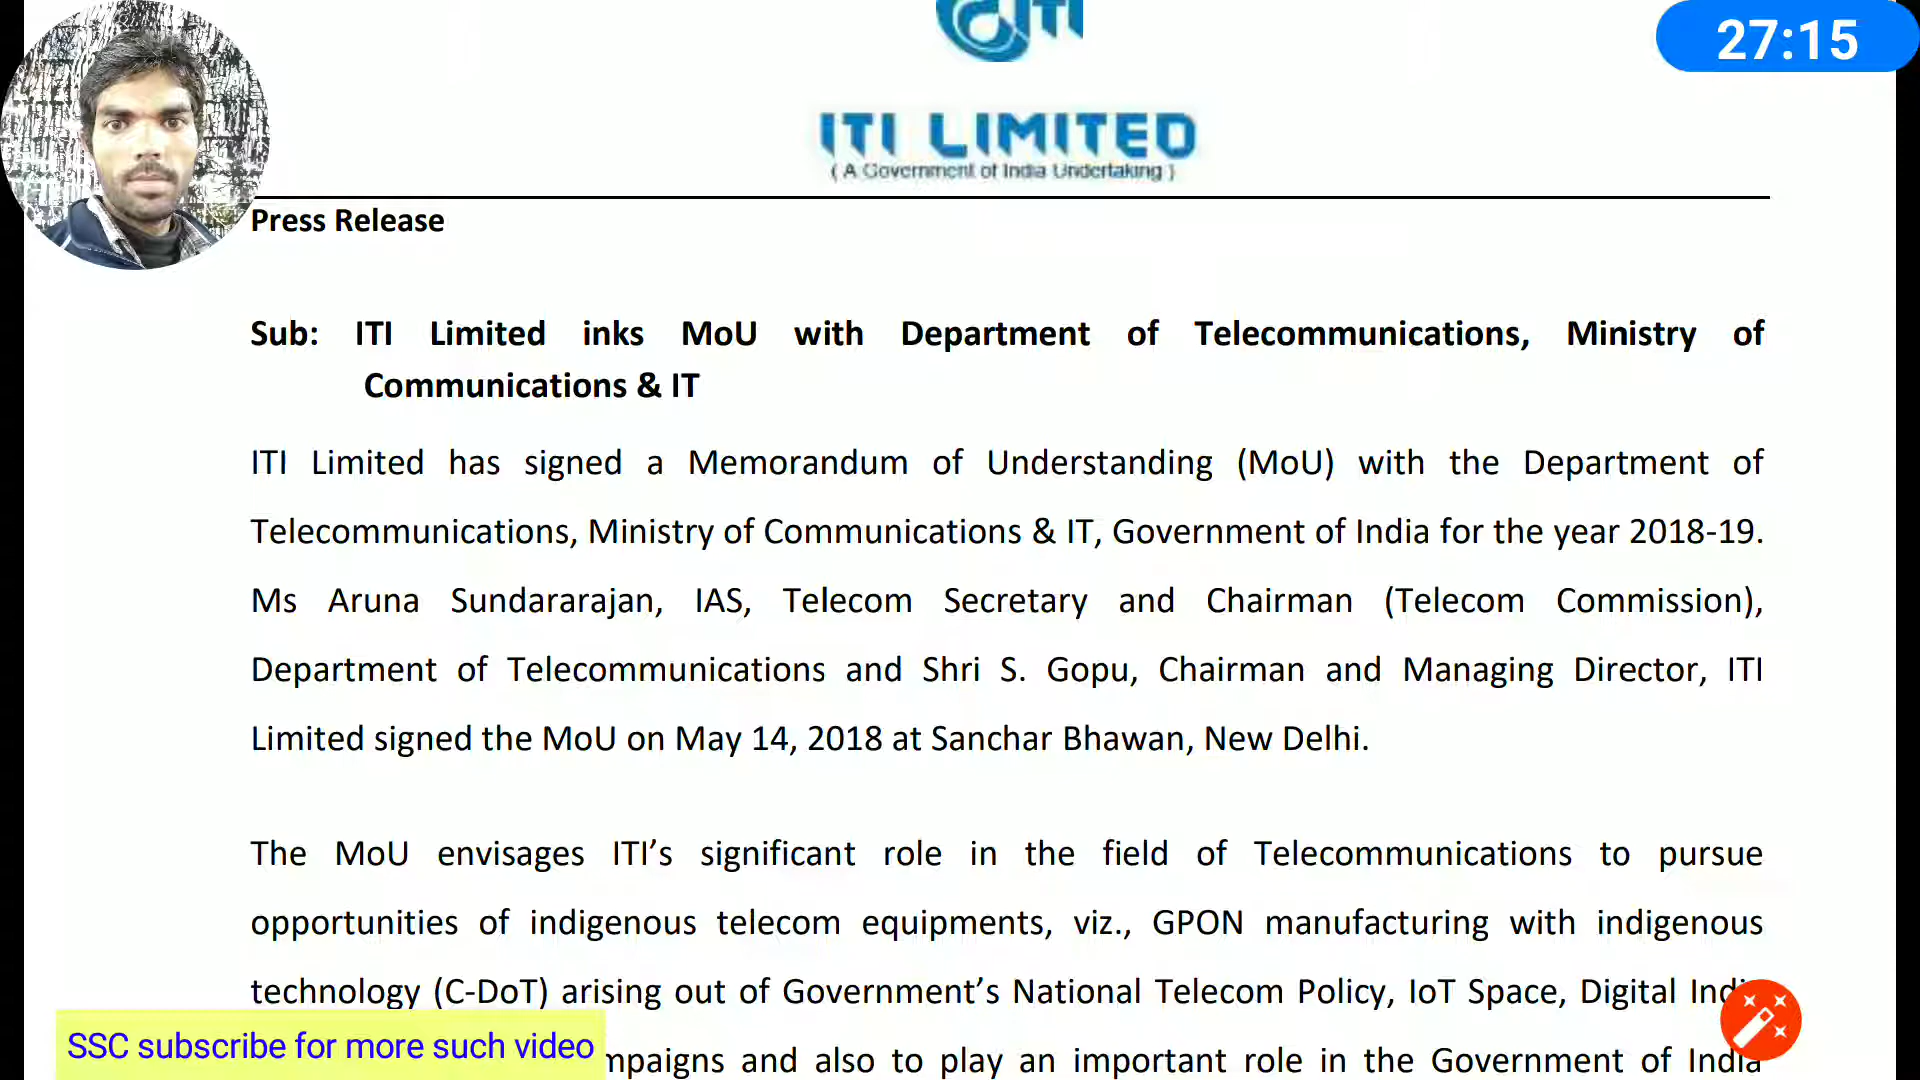 ITI
27:15
ITI LIMITED
( A Government of India Undertaking )
Press Release
Sub: ITI Limited inks MoU with Department of Telecommunications, Ministry of
Communications & IT
ITI Limited has signed a Memorandum of Understanding (MoU) with the Department of
Telecommunications, Ministry of Communications & IT, Government of India for the year 2018-19.
Ms Aruna Sundararajan, IAS, Telecom Secretary and Chairman (Telecom Commission),
Department of Telecommunications and Shri S. Gopu, Chairman and Managing Director, ITI
Limited signed the MoU on May 14, 2018 at Sanchar Bhawan, New Delhi.
The MoU envisages ITI’s significant role in the field of Telecommunications to pursue
opportunities of indigenous telecom equipments, viz., GPON manufacturing with indigenous
technology (C-DoT) arising out of Government’s National Telecom Policy, IoT Space, Digital India
SSC subscribe for more such video
mpaigns and also to play an important role in the Government of India